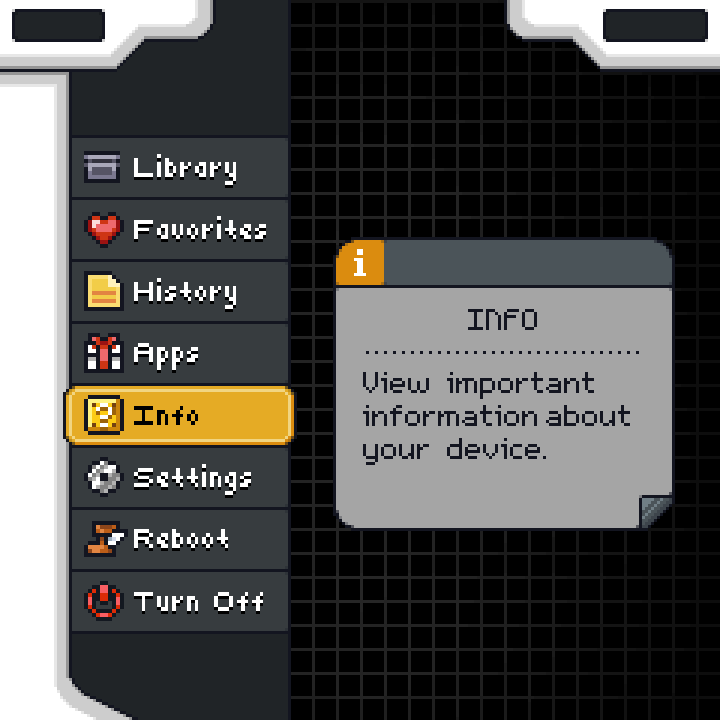 Library
Favorites
History
Apps
Info
Settings
Reboot
Turn Off
i
INFO
View important
information about
your device.